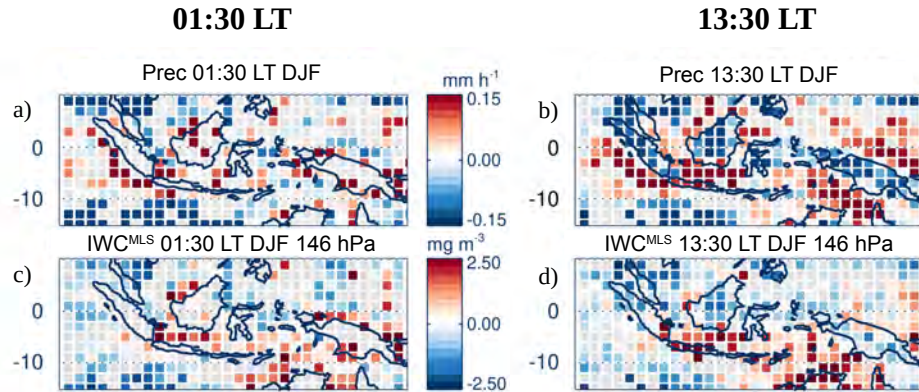 01:30 LT
13:30 LT
Prec 01:30 LT DJF
mm h⁻¹
Prec 13:30 LT DJF
a)
0.15
b)
0
0.00
0
-10
-10
-0.15
IWCᴹᴸˢ 01:30 LT DJF 146 hPa
mg m⁻³
IWCᴹᴸˢ 13:30 LT DJF 146 hPa
c)
2.50
d)
0
0.00
0
-10
-10
-2.50